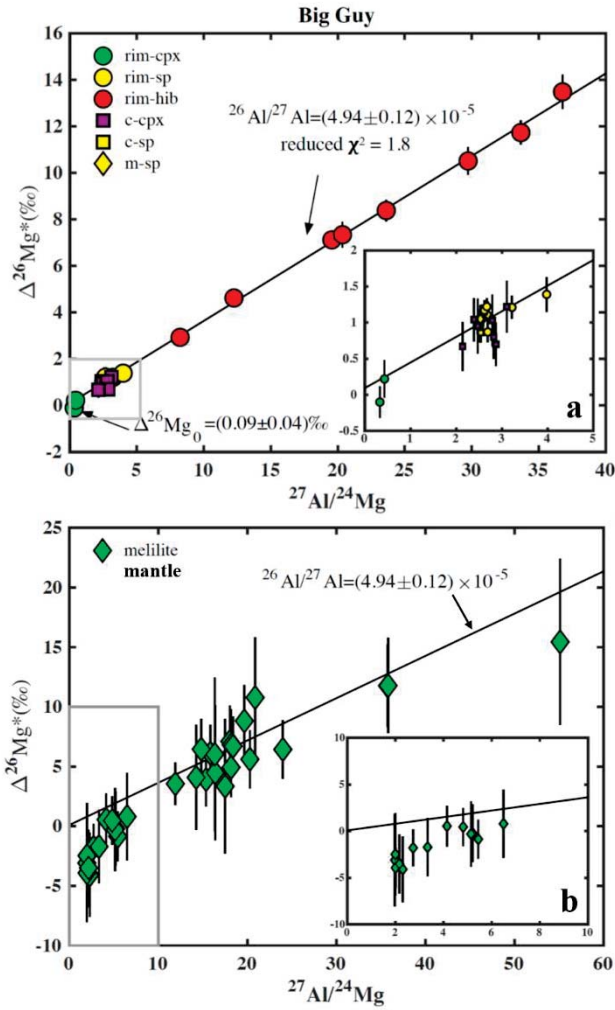 Big Guy
16
14
12
10
8
6
4
2
0
-2
Δ²⁶Mg*(‰)
rim-cpx
rim-sp
rim-hib
c-cpx
c-sp
m-sp
²⁶Al/²⁷Al=(4.94±0.12)×10⁻⁵
reduced χ² = 1.8
2
1.5
1
0.5
0
-0.5
a
0 1 2 3 4 5
Δ²⁶Mg₀=(0.09±0.04)‰
0 5 10 15 20 25 30 35 40
²⁷Al/²⁴Mg
25
20
15
10
5
0
-5
-10
Δ²⁶Mg*(‰)
melilite
mantle
²⁶Al/²⁷Al=(4.94±0.12)×10⁻⁵
10
5
0
-5
-10
b
0 2 4 6 8 10
0 10 20 30 40 50 60
²⁷Al/²⁴Mg